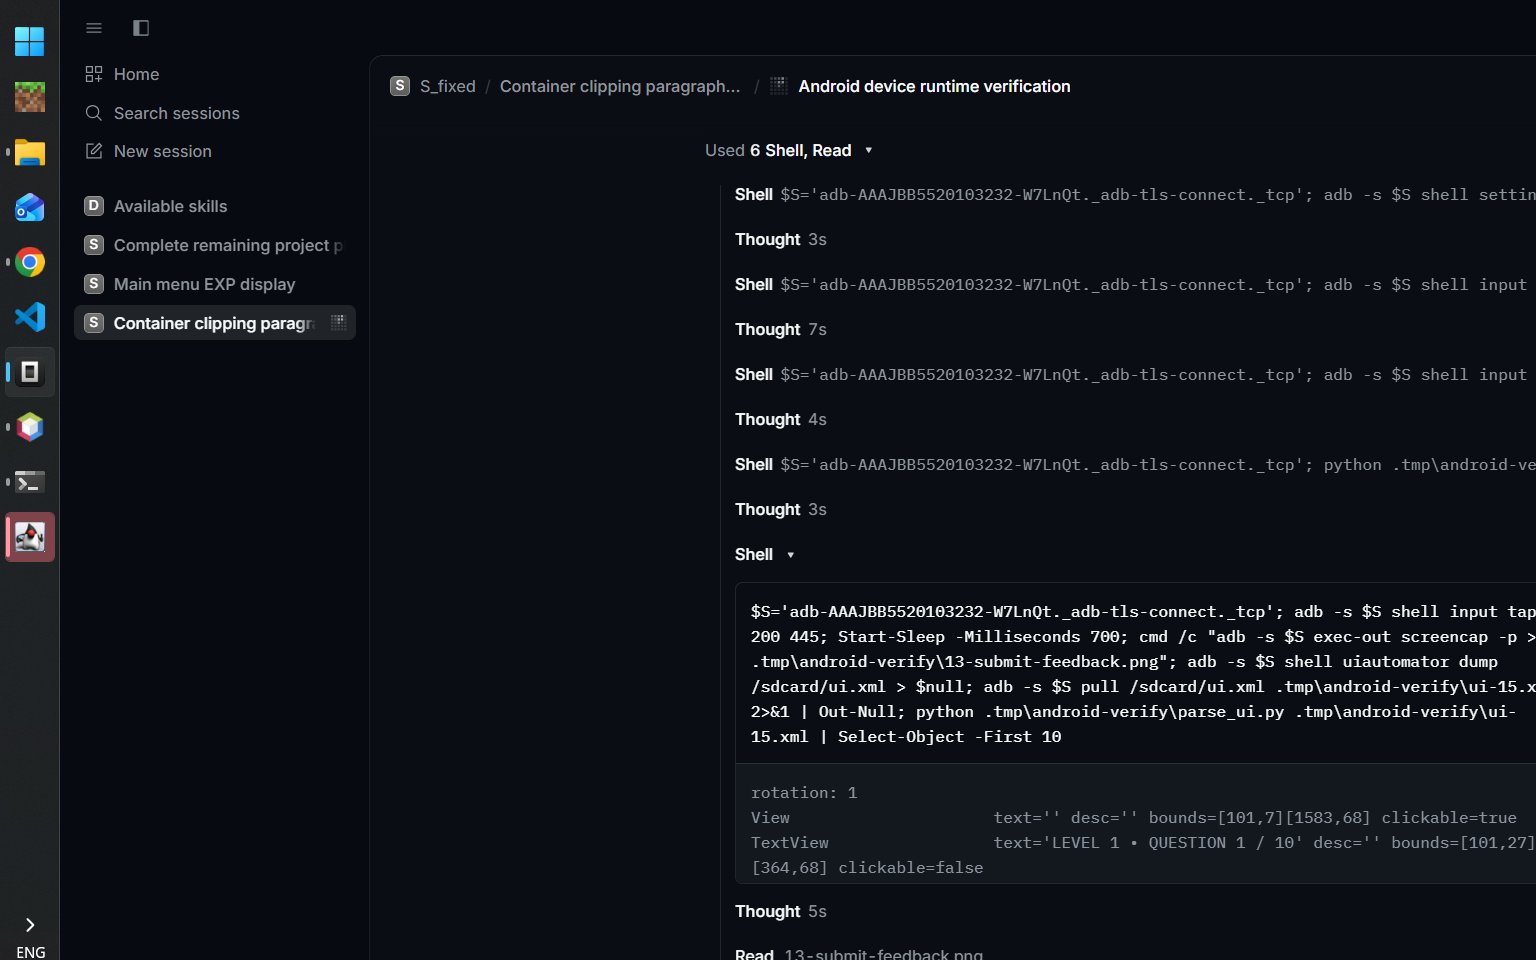 Home
Search sessions
New session
D Available skills
S Complete remaining project p
S Main menu EXP display
S Container clipping paragr
ENG
S S_fixed / Container clipping paragraph... / Android device runtime verification
Used 6 Shell, Read
Shell $S='adb-AAAJBB5520103232-W7LnQt._adb-tls-connect._tcp'; adb -s $S shell settin
Thought 3s
Shell $S='adb-AAAJBB5520103232-W7LnQt._adb-tls-connect._tcp'; adb -s $S shell input
Thought 7s
Shell $S='adb-AAAJBB5520103232-W7LnQt._adb-tls-connect._tcp'; adb -s $S shell input
Thought 4s
Shell $S='adb-AAAJBB5520103232-W7LnQt._adb-tls-connect._tcp'; python .tmp\android-ve
Thought 3s
Shell
$S='adb-AAAJBB5520103232-W7LnQt._adb-tls-connect._tcp'; adb -s $S shell input tap
200 445; Start-Sleep -Milliseconds 700; cmd /c "adb -s $S exec-out screencap -p >
.tmp\android-verify\13-submit-feedback.png"; adb -s $S shell uiautomator dump
/sdcard/ui.xml > $null; adb -s $S pull /sdcard/ui.xml .tmp\android-verify\ui-15.x
2>&1 | Out-Null; python .tmp\android-verify\parse_ui.py .tmp\android-verify\ui-
15.xml | Select-Object -First 10
rotation: 1
View text='' desc='' bounds=[101,7][1583,68] clickable=true
TextView text='LEVEL 1 • QUESTION 1 / 10' desc='' bounds=[101,27]
[364,68] clickable=false
Thought 5s
Read 13-submit-feedback.png